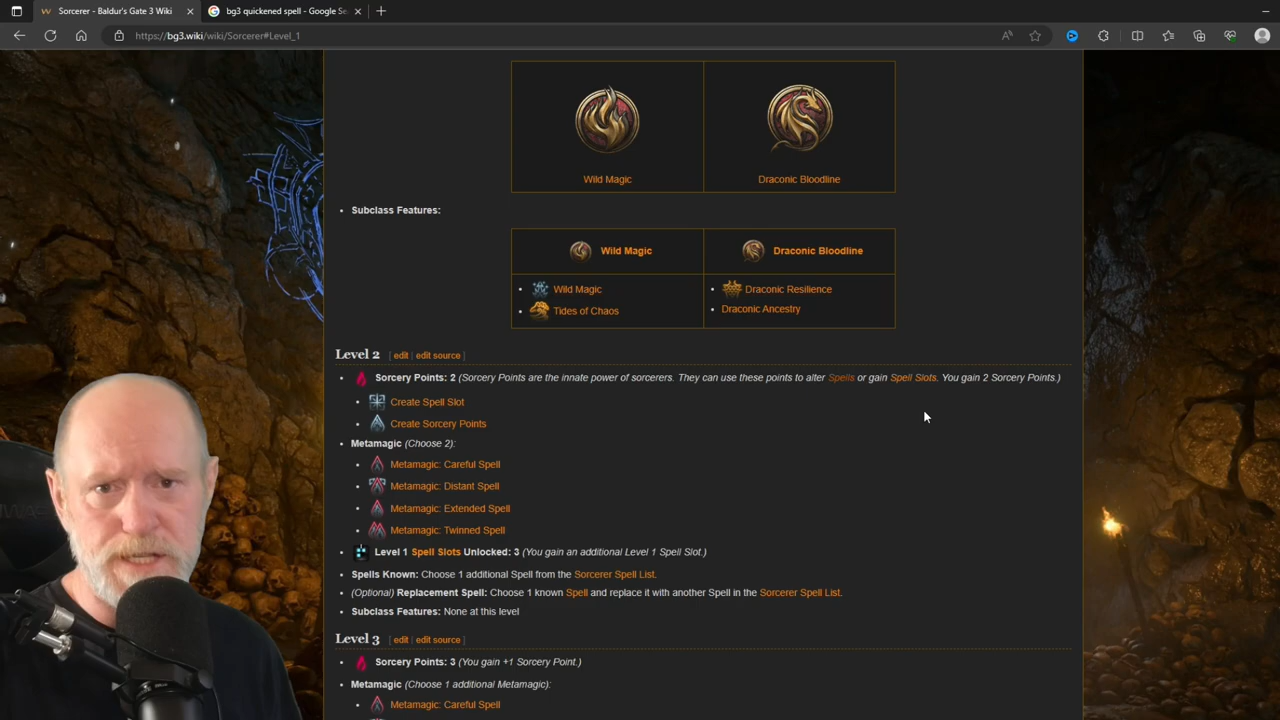 Sorcerer - Baldur's Gate 3 Wiki
bg3 quickened spell - Google Se
https://bg3.wiki/wiki/Sorcerer#Level_1
Wild Magic
Draconic Bloodline
Subclass Features:
Wild Magic
Draconic Bloodline
Wild Magic
Draconic Resilience
Tides of Chaos
Draconic Ancestry
Level 2 [ edit | edit source ]
Sorcery Points: 2 (Sorcery Points are the innate power of sorcerers. They can use these points to alter Spells or gain Spell Slots. You gain 2 Sorcery Points.)
Create Spell Slot
Create Sorcery Points
Metamagic (Choose 2):
Metamagic: Careful Spell
Metamagic: Distant Spell
Metamagic: Extended Spell
Metamagic: Twinned Spell
Level 1 Spell Slots Unlocked: 3 (You gain an additional Level 1 Spell Slot.)
Spells Known: Choose 1 additional Spell from the Sorcerer Spell List.
(Optional) Replacement Spell: Choose 1 known Spell and replace it with another Spell in the Sorcerer Spell List.
Subclass Features: None at this level
Level 3 [ edit | edit source ]
Sorcery Points: 3 (You gain +1 Sorcery Point.)
Metamagic (Choose 1 additional Metamagic):
Metamagic: Careful Spell